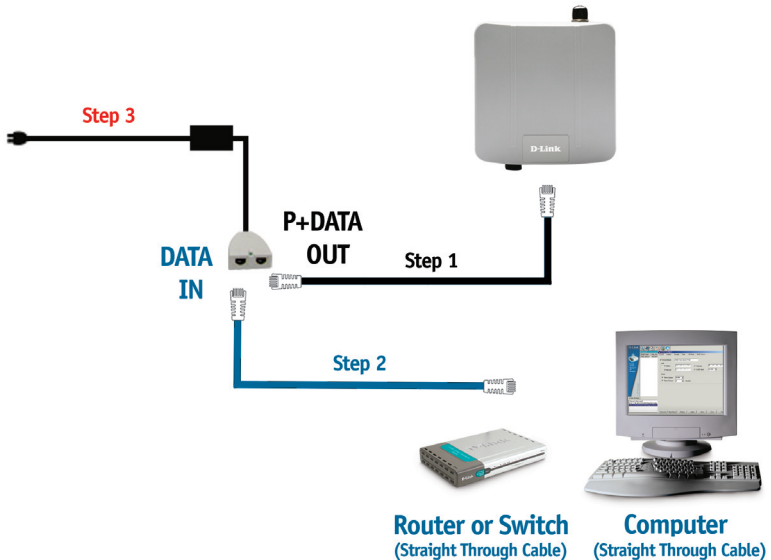 Step 3
D-Link
P+DATA
OUT
DATA
IN
Step 1
Step 2
D-Link
Router or Switch
(Straight Through Cable)
Computer
(Straight Through Cable)